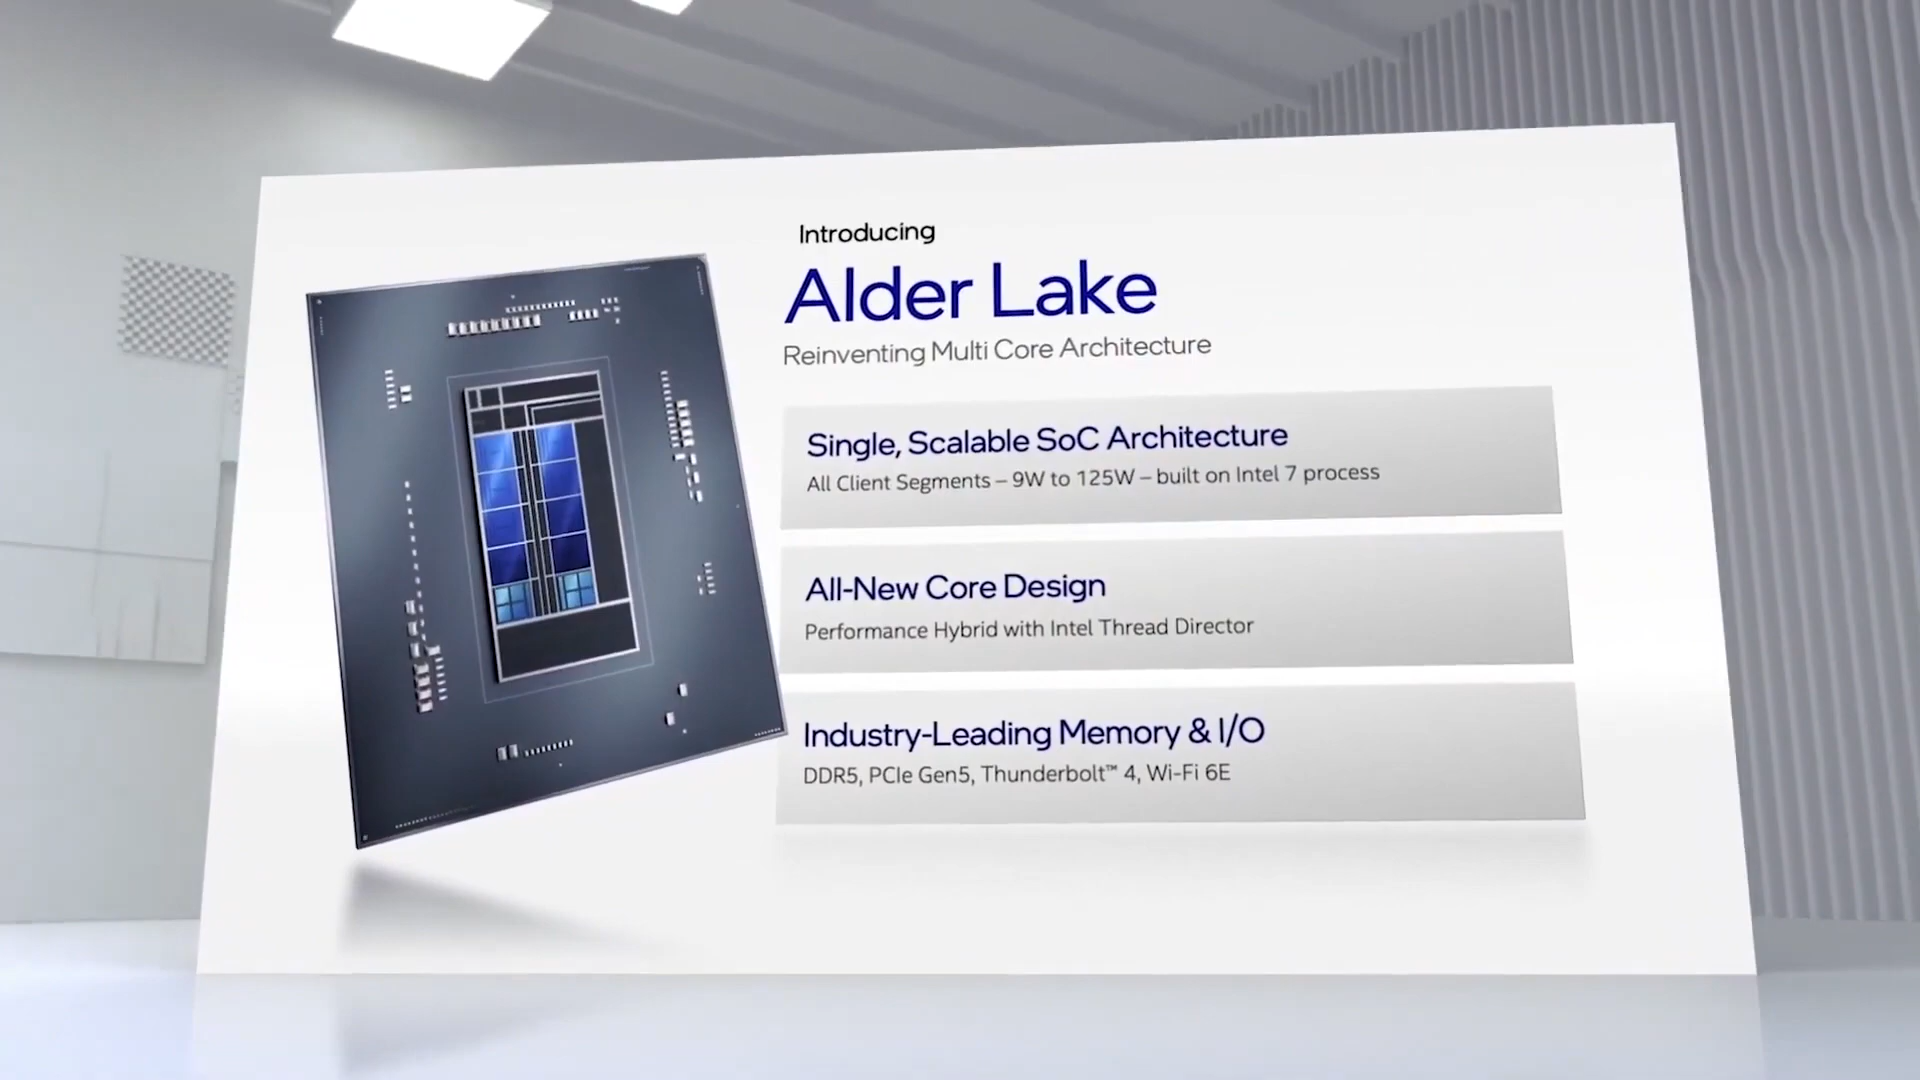 Introducing
Alder Lake
Reinventing Multi Core Architecture
Single, Scalable SoC Architecture
All Client Segments – 9W to 125W – built on Intel 7 process
All-New Core Design
Performance Hybrid with Intel Thread Director
Industry-Leading Memory & I/O
DDR5, PCIe Gen5, Thunderbolt™ 4, Wi-Fi 6E